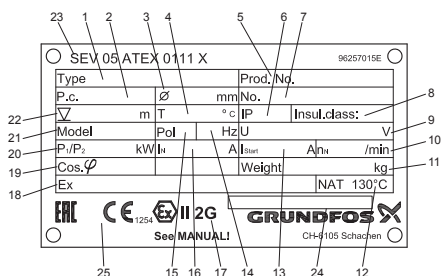 1 2 3 4 5 6 7
23 SEV 05 ATEX 0111 X 96257015E
Type Prod. No.
P.c. Ø mm No.
22 ▽ m T °C IP Insul.class: 8
21 Model Pol Hz U V 9
20 P1/P2 kW IN A IStart A nN /min 10
19 Cos.φ Weight kg 11
18 Ex NAT 130°C
EAC CE 1254 Ex II 2G GRUNDFOS
See MANUAL! CH-6105 Schachen
25 15 16 17 14 13 24 12